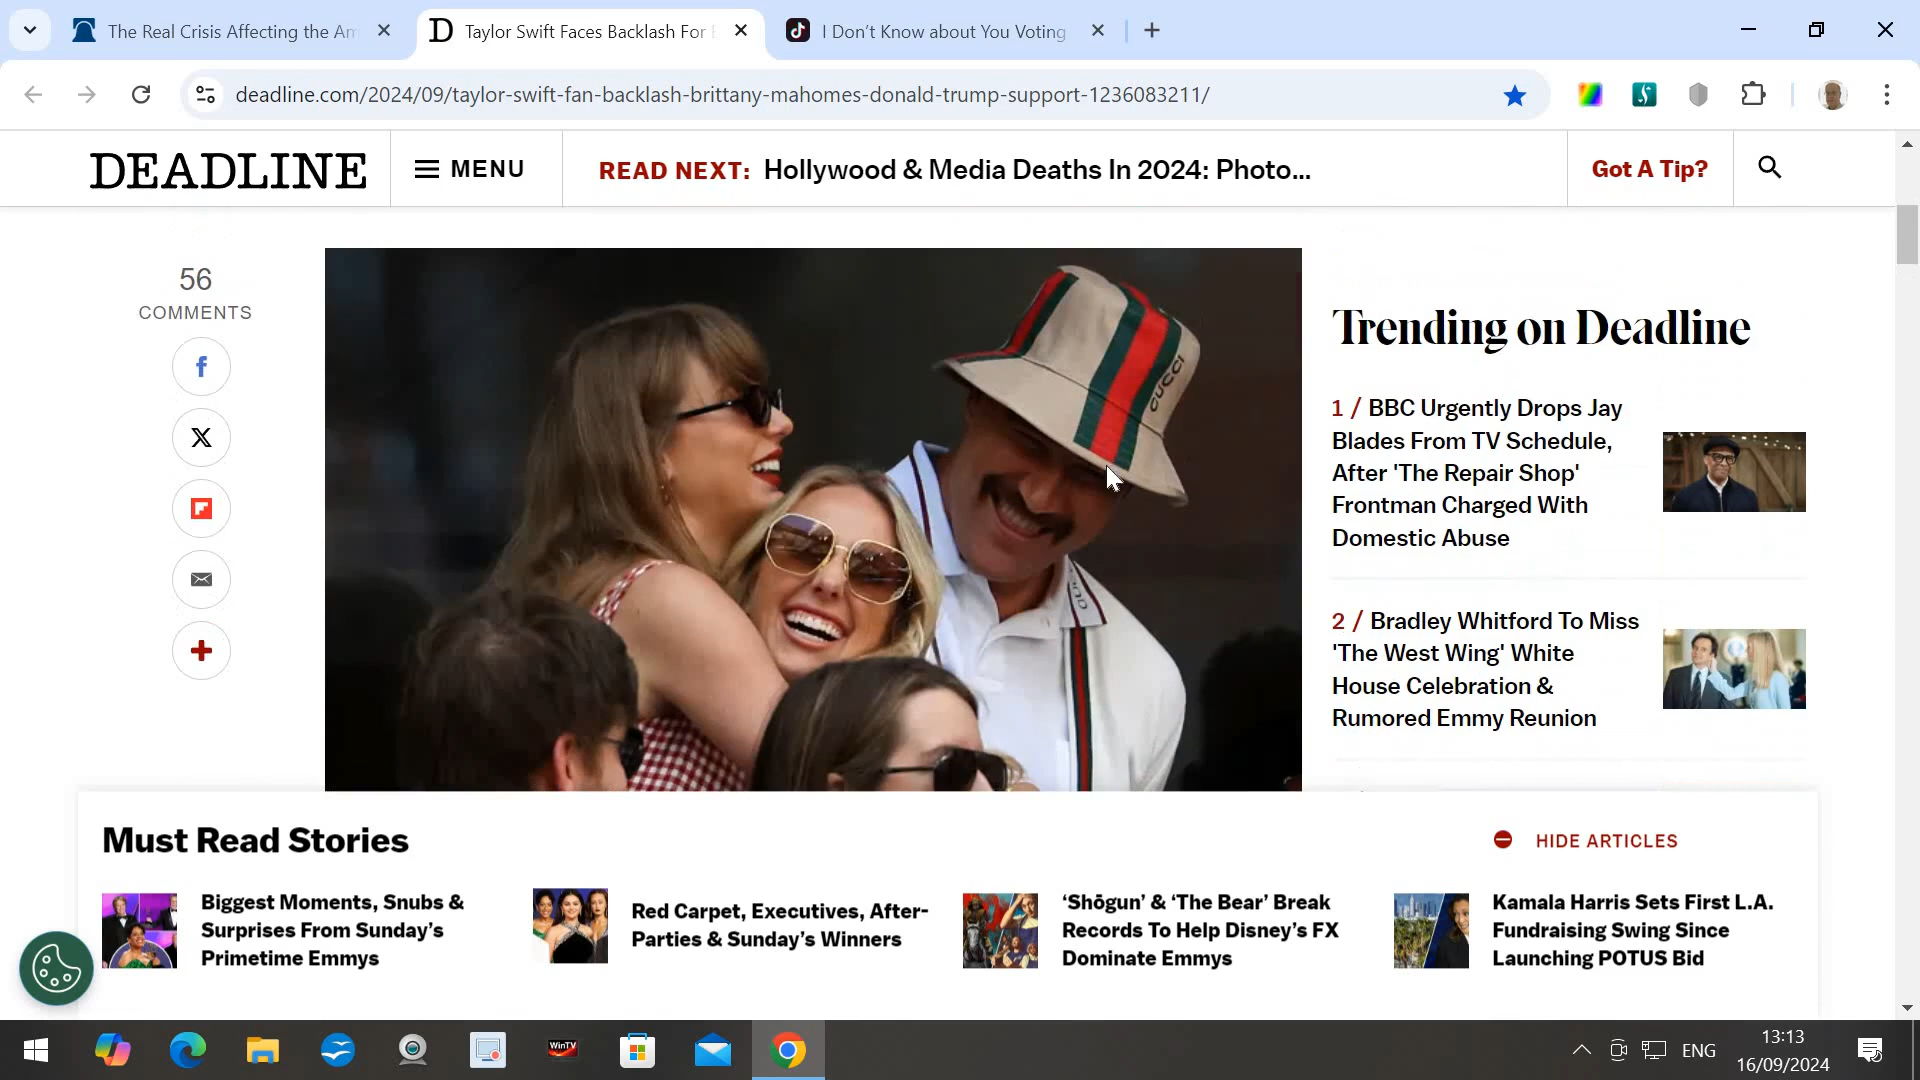 The Real Crisis Affecting the Am
Taylor Swift Faces Backlash For
I Don't Know about You Voting
deadline.com/2024/09/taylor-swift-fan-backlash-brittany-mahomes-donald-trump-support-1236083211/
DEADLINE
MENU
READ NEXT: Hollywood & Media Deaths In 2024: Photo...
Got A Tip?
56
COMMENTS
GUCCI
Trending on Deadline
1 / BBC Urgently Drops Jay
Blades From TV Schedule,
After 'The Repair Shop'
Frontman Charged With
Domestic Abuse
2 / Bradley Whitford To Miss
'The West Wing' White
House Celebration &
Rumored Emmy Reunion
Must Read Stories
HIDE ARTICLES
Biggest Moments, Snubs &
Surprises From Sunday's
Primetime Emmys
Red Carpet, Executives, After-
Parties & Sunday's Winners
'Shōgun' & 'The Bear' Break
Records To Help Disney's FX
Dominate Emmys
Kamala Harris Sets First L.A.
Fundraising Swing Since
Launching POTUS Bid
WinTV
ENG
13:13
16/09/2024